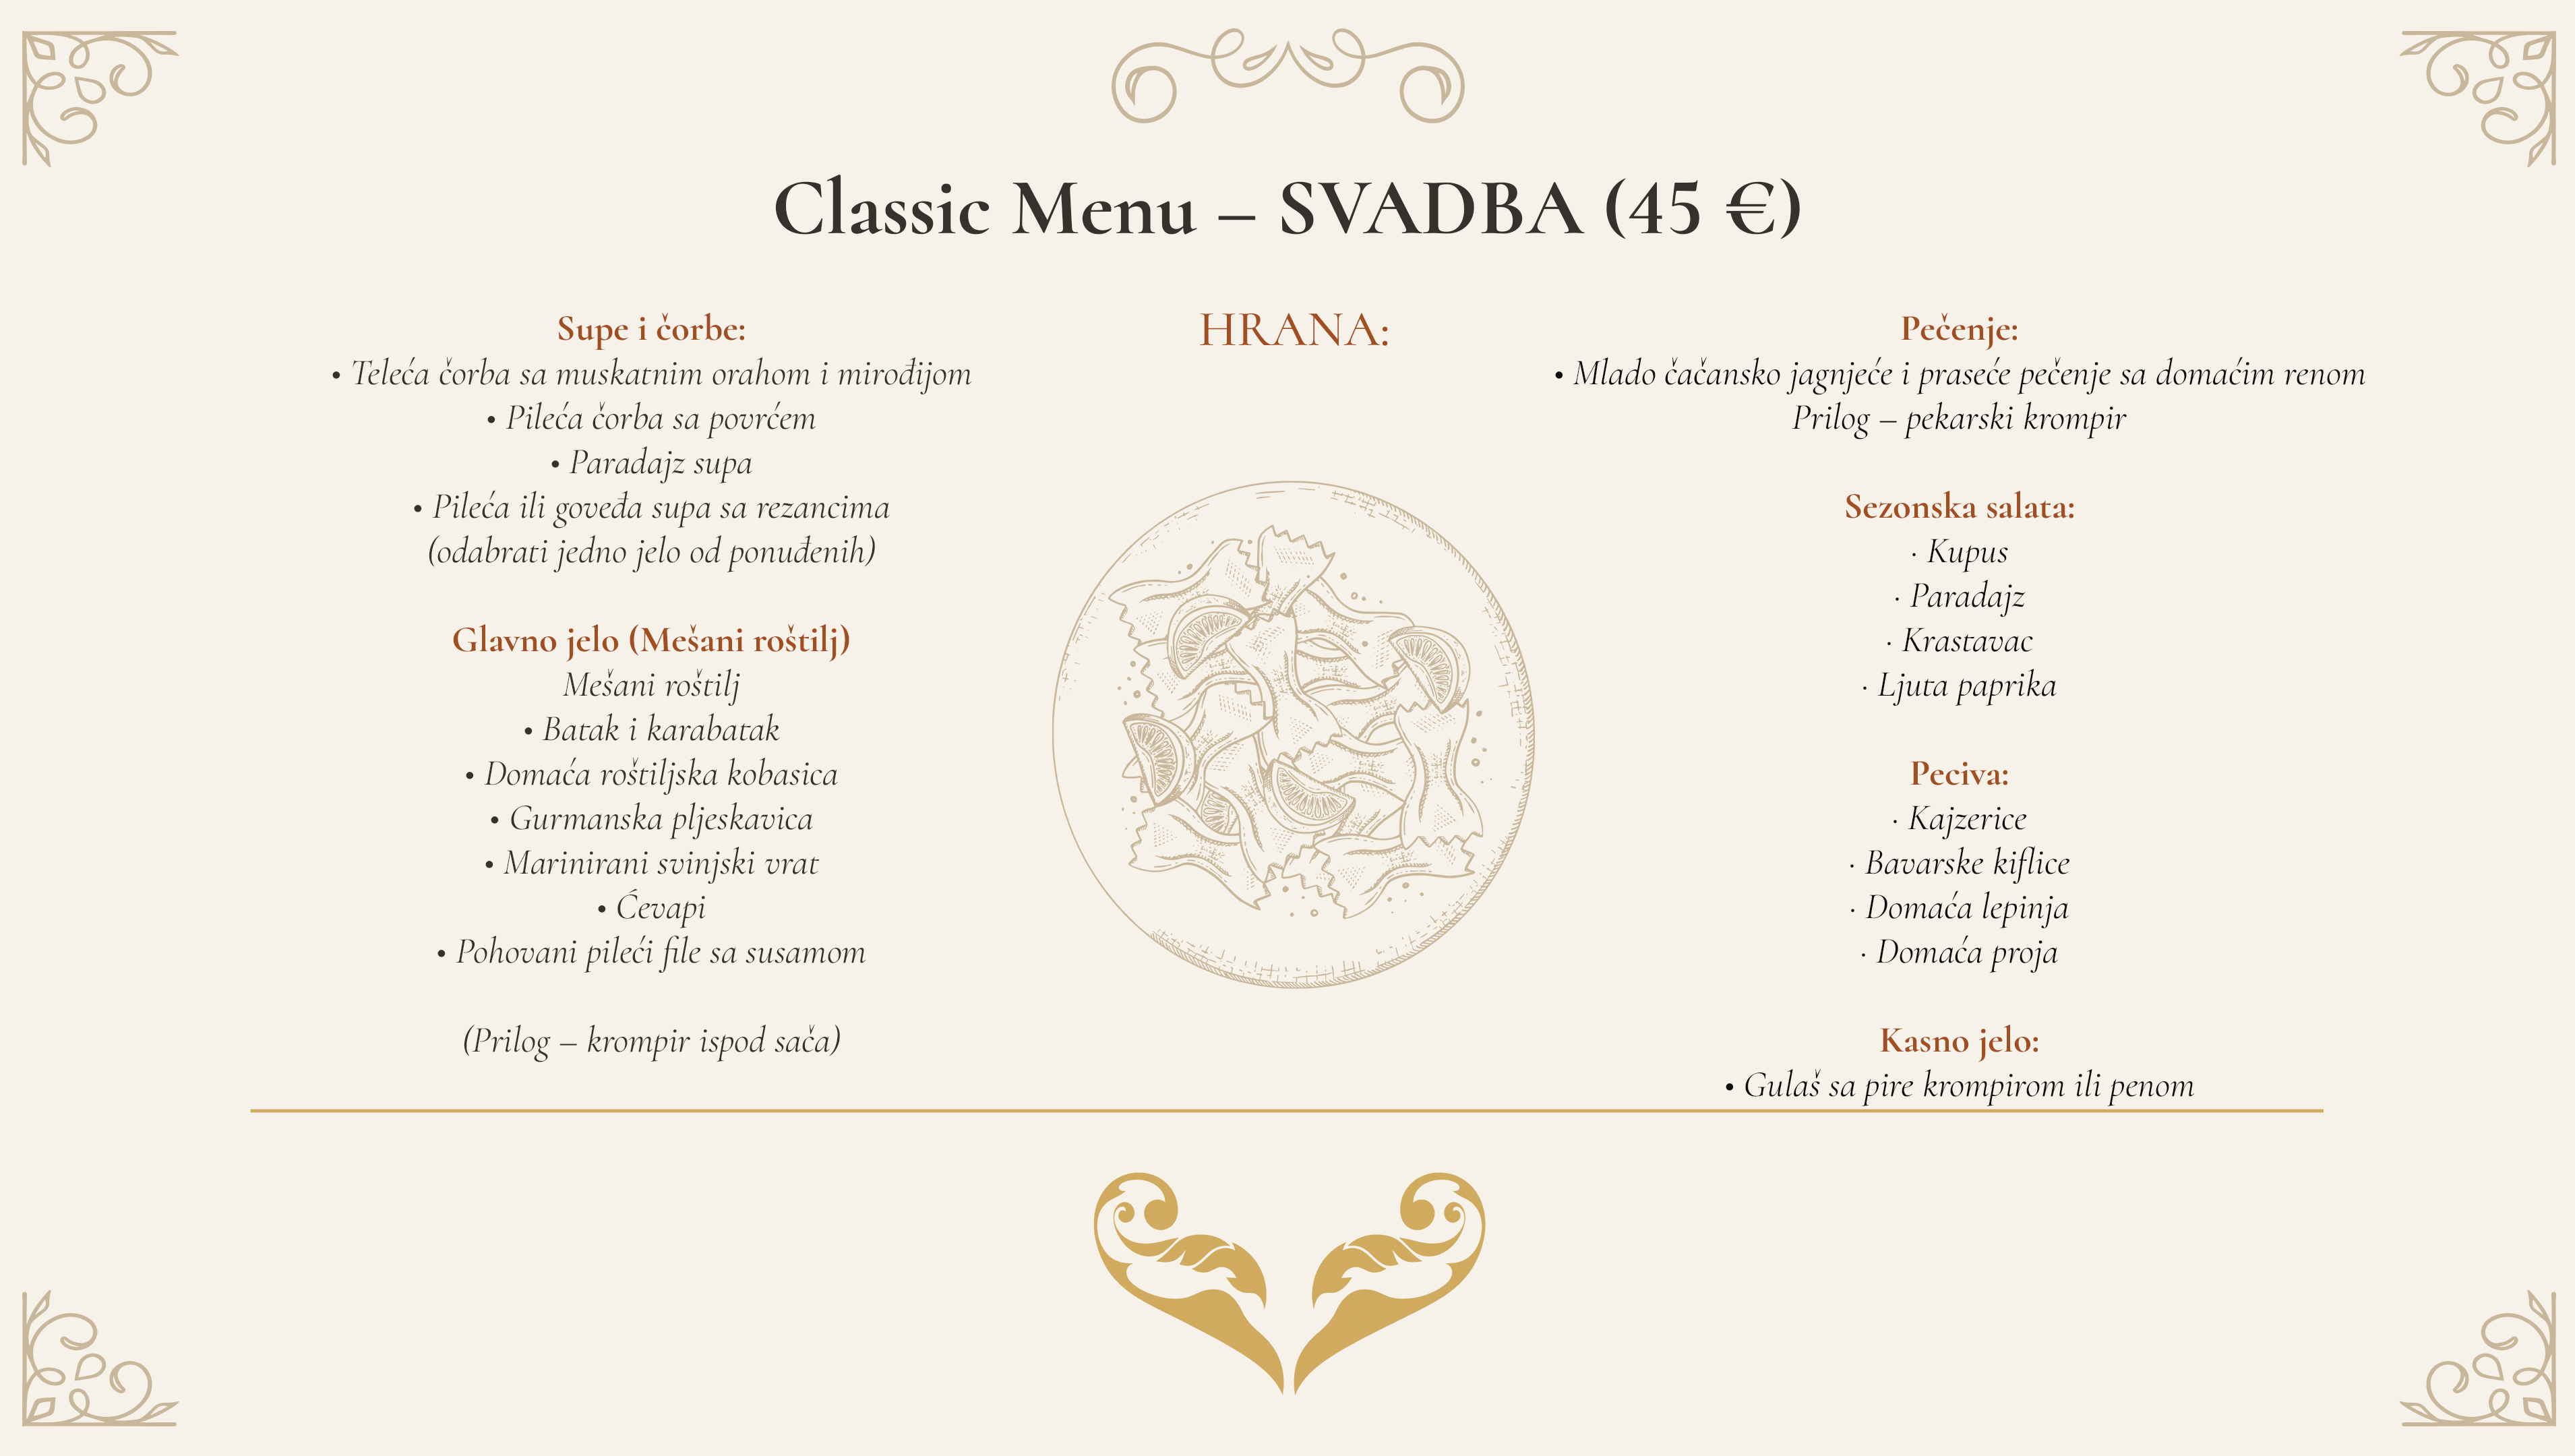 Classic Menu – SVADBA (45 €)
Supe i čorbe:
• Teleća čorba sa muskatnim orahom i mirođijom
• Pileća čorba sa povrćem
• Paradajz supa
• Pileća ili goveđa supa sa rezancima
(odabrati jedno jelo od ponuđenih)
Glavno jelo (Mešani roštilj)
Mešani roštilj
• Batak i karabatak
• Domaća roštiljska kobasica
• Gurmanska pljeskavica
• Marinirani svinjski vrat
• Ćevapi
• Pohovani pileći file sa susamom
(Prilog – krompir ispod sača)
HRANA:
Pečenje:
• Mlado čačansko jagnjeće i praseće pečenje sa domaćim renom
Prilog – pekarski krompir
Sezonska salata:
· Kupus
· Paradajz
· Krastavac
· Ljuta paprika
Peciva:
· Kajzerice
· Bavarske kiflice
· Domaća lepinja
· Domaća proja
Kasno jelo:
• Gulaš sa pire krompirom ili penom